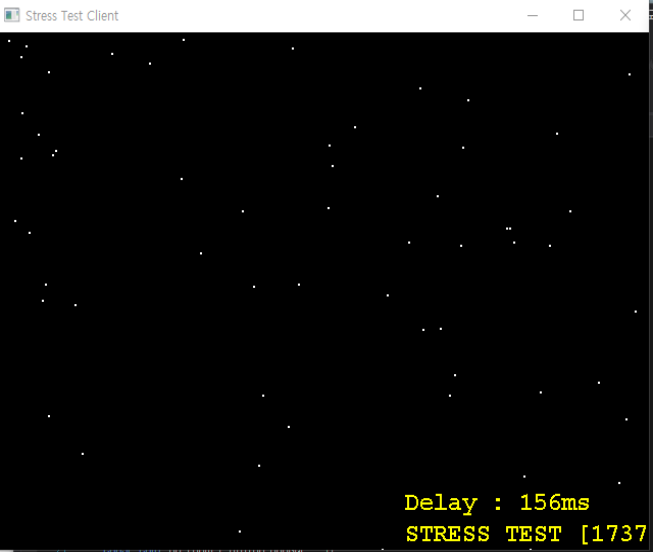 Stress Test Client
Delay : 156ms
STRESS TEST [1737